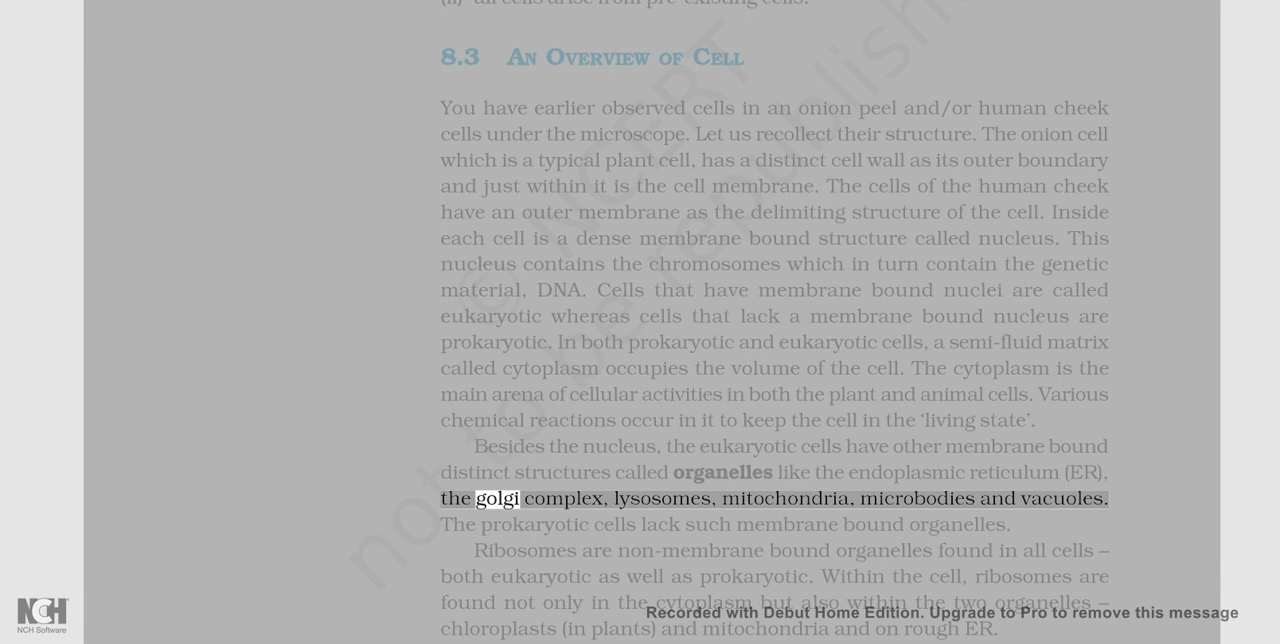 (ii) all cells arise from pre-existing cells.
8.3 An Overview of Cell
You have earlier observed cells in an onion peel and/or human cheek
cells under the microscope. Let us recollect their structure. The onion cell
which is a typical plant cell, has a distinct cell wall as its outer boundary
and just within it is the cell membrane. The cells of the human cheek
have an outer membrane as the delimiting structure of the cell. Inside
each cell is a dense membrane bound structure called nucleus. This
nucleus contains the chromosomes which in turn contain the genetic
material, DNA. Cells that have membrane bound nuclei are called
eukaryotic whereas cells that lack a membrane bound nucleus are
prokaryotic. In both prokaryotic and eukaryotic cells, a semi-fluid matrix
called cytoplasm occupies the volume of the cell. The cytoplasm is the
main arena of cellular activities in both the plant and animal cells. Various
chemical reactions occur in it to keep the cell in the ‘living state’.
Besides the nucleus, the eukaryotic cells have other membrane bound
distinct structures called organelles like the endoplasmic reticulum (ER),
the golgi complex, lysosomes, mitochondria, microbodies and vacuoles.
The prokaryotic cells lack such membrane bound organelles.
Ribosomes are non-membrane bound organelles found in all cells –
both eukaryotic as well as prokaryotic. Within the cell, ribosomes are
found not only in the cytoplasm but also within the two organelles –
chloroplasts (in plants) and mitochondria and on rough ER.
© NCERT
not to be republish
Recorded with Debut Home Edition. Upgrade to Pro to remove this message
NCH
NCH Software